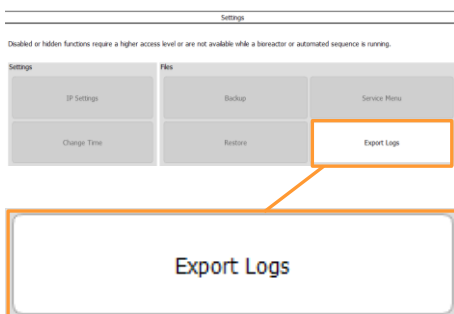 Settings
Disabled or hidden functions require a higher access level or are not available while a bioreactor or automated sequence is running.
Settings Files
IP Settings Backup Service Menu
Change Time Restore Export Logs
Export Logs